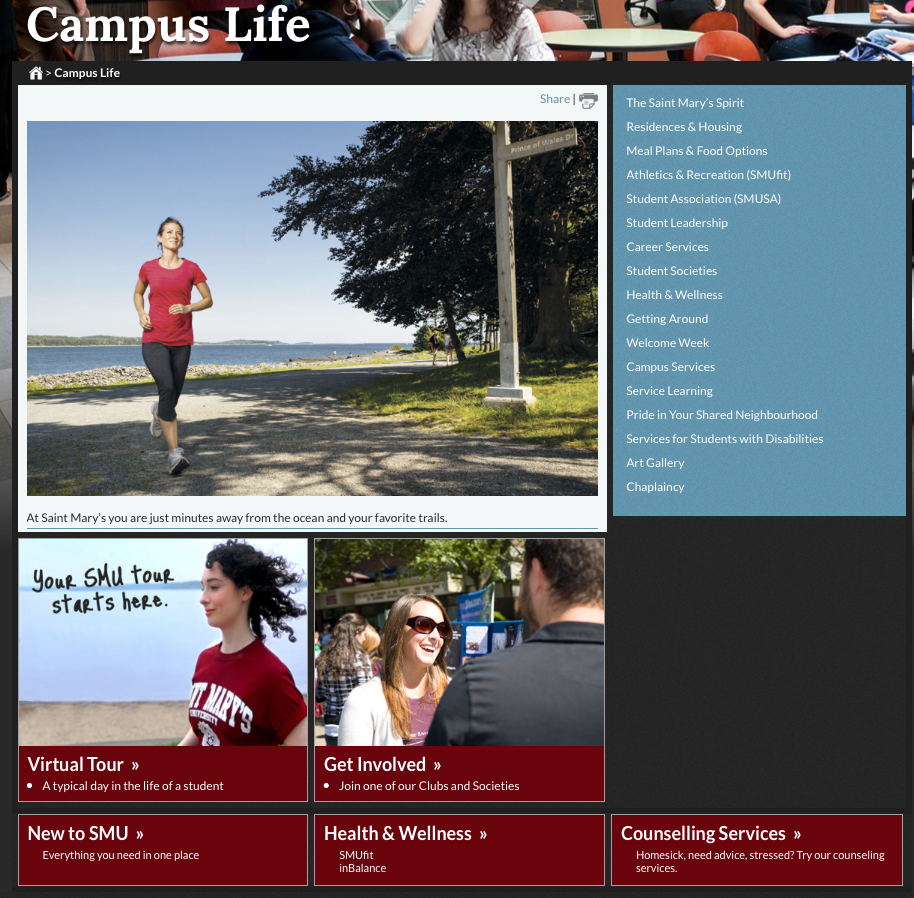 Campus Life
> Campus Life
Share |
Prince of Wales Dr
At Saint Mary's you are just minutes away from the ocean and your favorite trails.
The Saint Mary's Spirit
Residences & Housing
Meal Plans & Food Options
Athletics & Recreation (SMUfit)
Student Association (SMUSA)
Student Leadership
Career Services
Student Societies
Health & Wellness
Getting Around
Welcome Week
Campus Services
Service Learning
Pride in Your Shared Neighbourhood
Services for Students with Disabilities
Art Gallery
Chaplaincy
your SMU tour
starts here.
NT MARY'S
UNIVERSITY
Virtual Tour »
• A typical day in the life of a student
Get Involved »
• Join one of our Clubs and Societies
New to SMU »
Everything you need in one place
Health & Wellness »
SMUfit
inBalance
Counselling Services »
Homesick, need advice, stressed? Try our counseling
services.